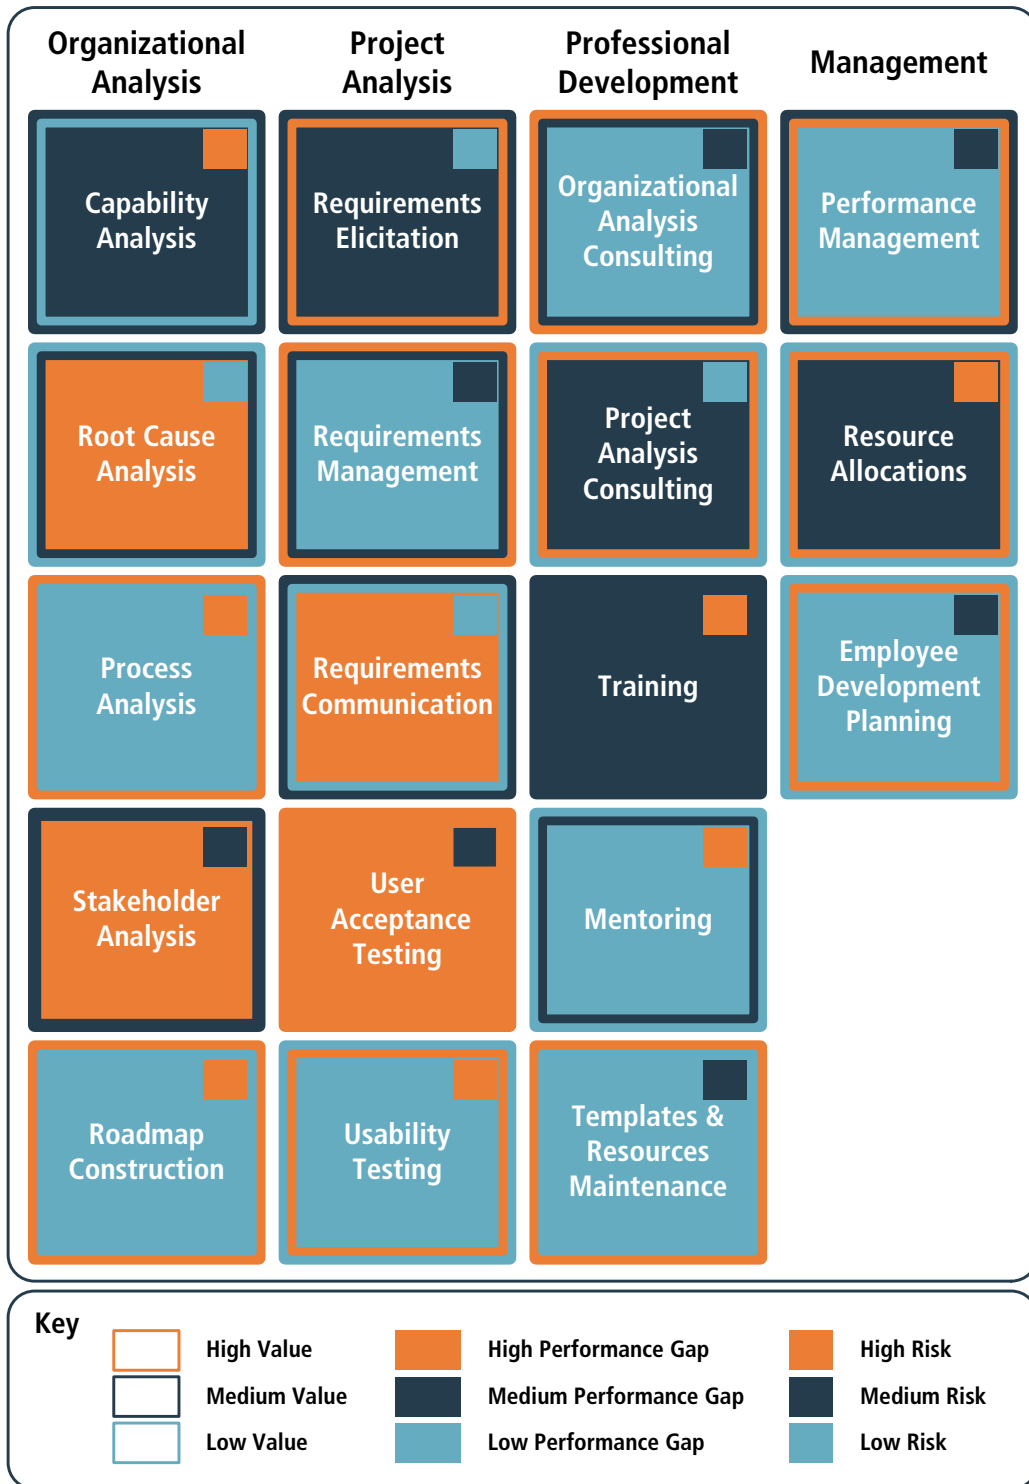 Organizational
Analysis
Project
Analysis
Professional
Development
Management
Capability
Analysis
Requirements
Elicitation
Organizational
Analysis
Consulting
Performance
Management
Root Cause
Analysis
Requirements
Management
Project
Analysis
Consulting
Resource
Allocations
Process
Analysis
Requirements
Communication
Training
Employee
Development
Planning
Stakeholder
Analysis
User
Acceptance
Testing
Mentoring
Roadmap
Construction
Usability
Testing
Templates &
Resources
Maintenance
Key
High Value
High Performance Gap
High Risk
Medium Value
Medium Performance Gap
Medium Risk
Low Value
Low Performance Gap
Low Risk